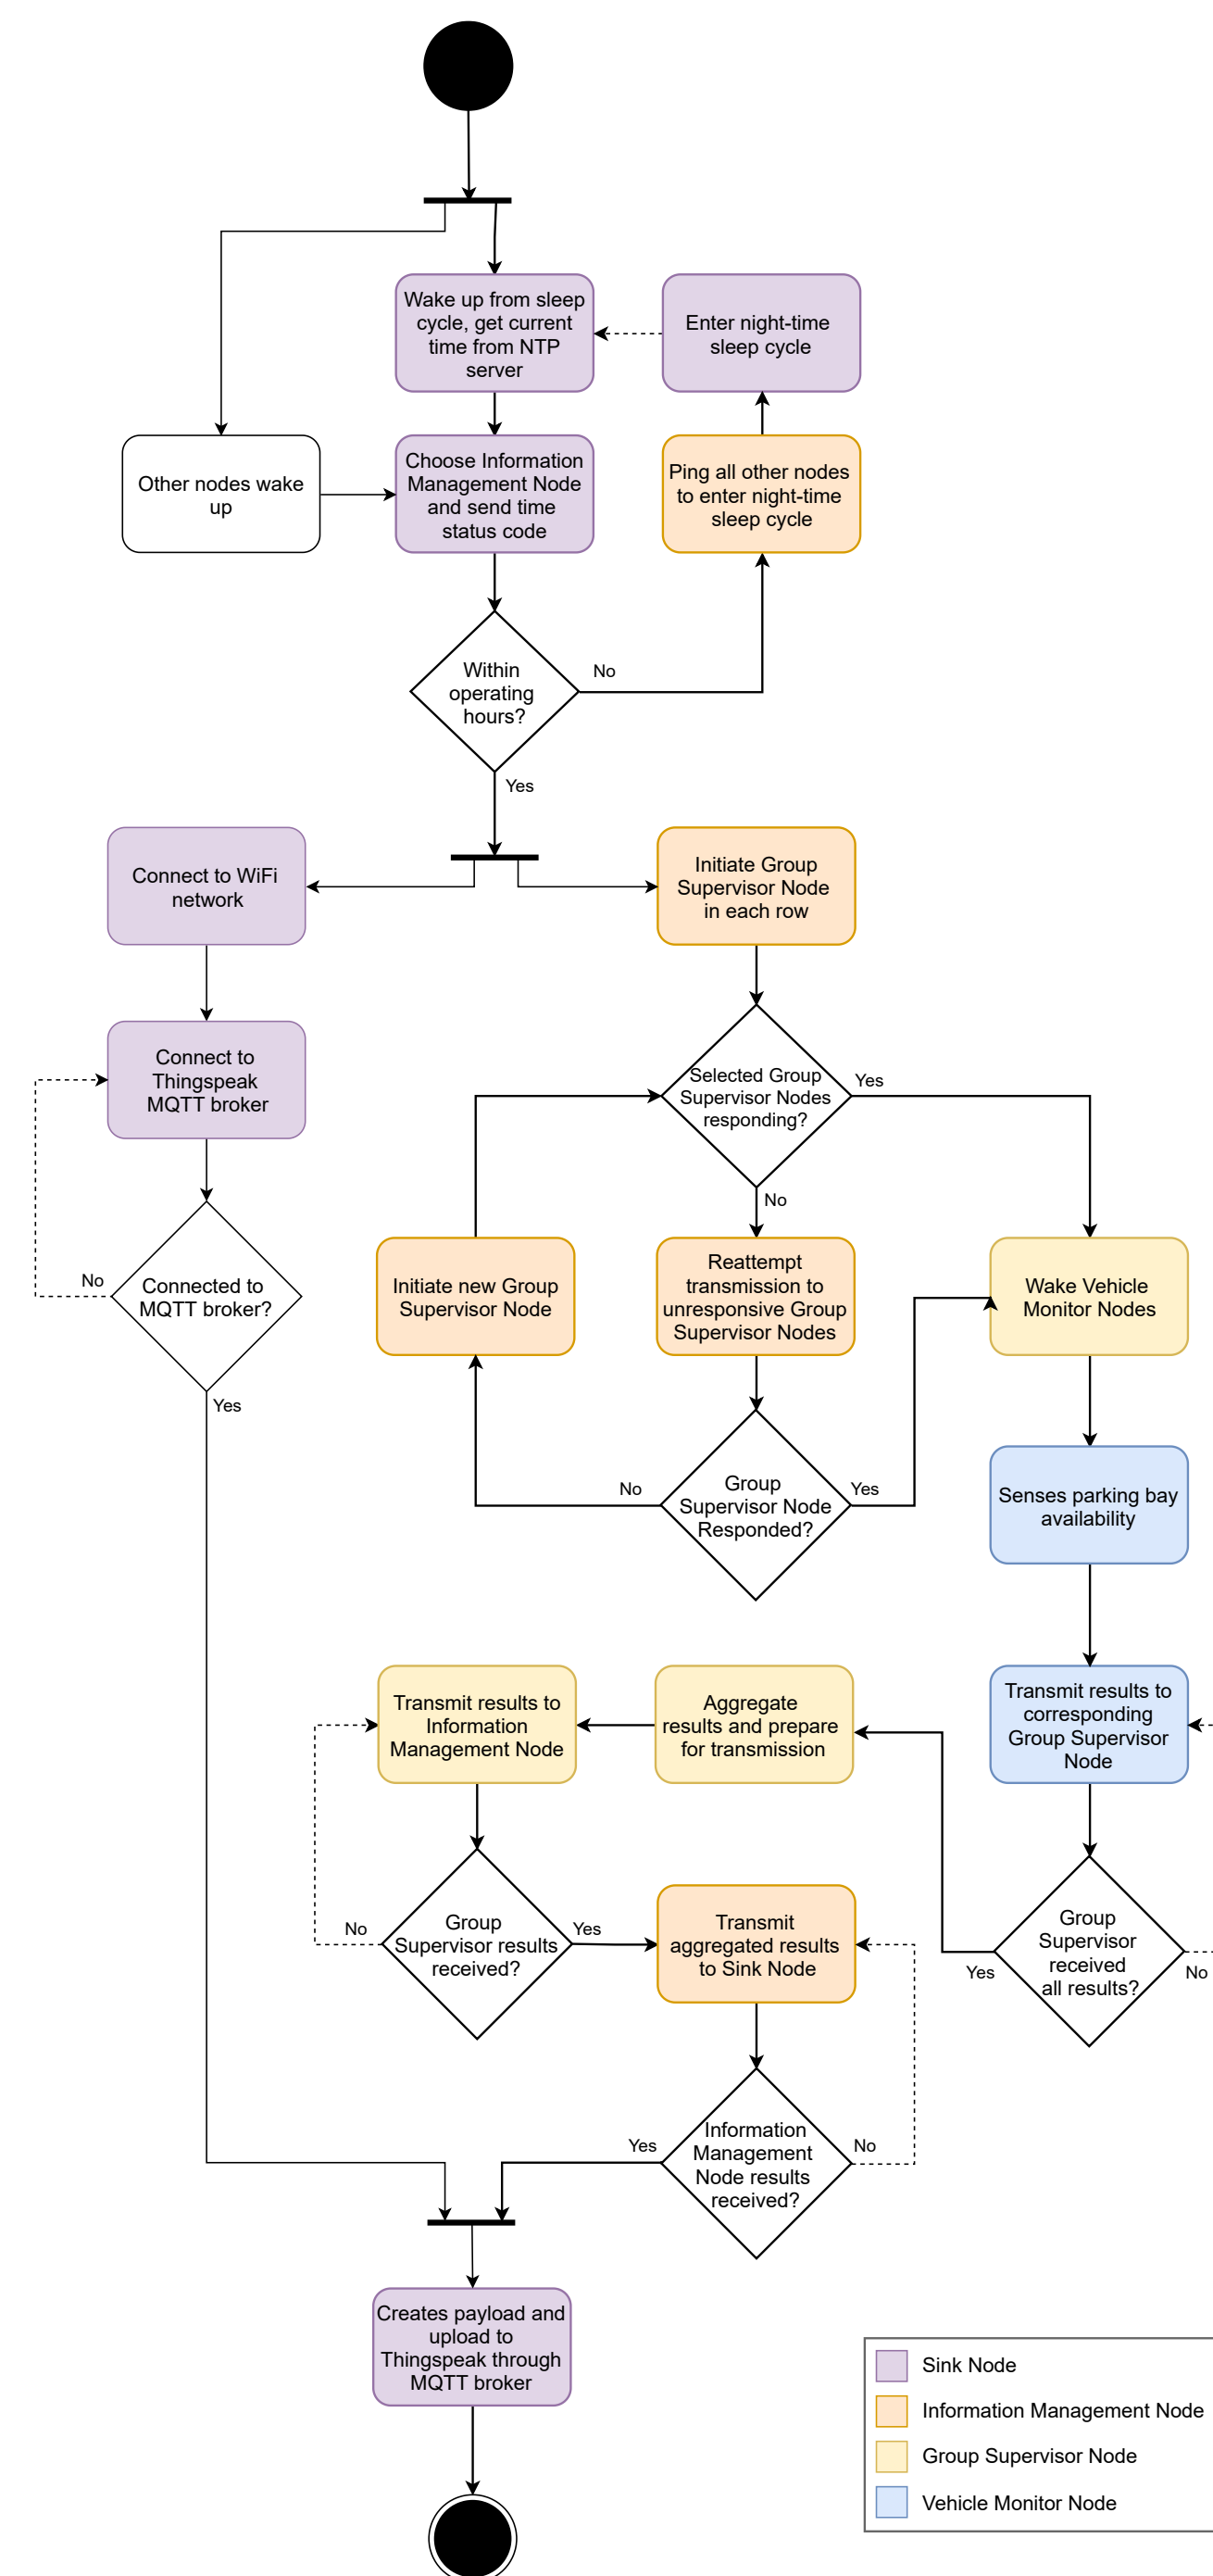 Wake up from sleep
cycle, get current
time from NTP
server
Enter night-time
sleep cycle
Other nodes wake
up
Choose Information
Management Node
and send time
status code
Ping all other nodes
to enter night-time
sleep cycle
Within
operating
hours?
No
Yes
Connect to WiFi
network
Initiate Group
Supervisor Node
in each row
Connect to
Thingspeak
MQTT broker
Selected Group
Supervisor Nodes
responding?
Yes
No
No
Connected to
MQTT broker?
Yes
Initiate new Group
Supervisor Node
Reattempt
transmission to
unresponsive Group
Supervisor Nodes
Wake Vehicle
Monitor Nodes
No
Group
Supervisor Node
Responded?
Yes
Senses parking bay
availability
Transmit results to
Information
Management Node
Aggregate
results and prepare
for transmission
Transmit results to
corresponding
Group Supervisor
Node
No
Group
Supervisor results
received?
Yes
Transmit
aggregated results
to Sink Node
Group
Supervisor
received
all results?
Yes
No
Yes
Information
Management
Node results
received?
No
Creates payload and
upload to
Thingspeak through
MQTT broker
Sink Node
Information Management Node
Group Supervisor Node
Vehicle Monitor Node